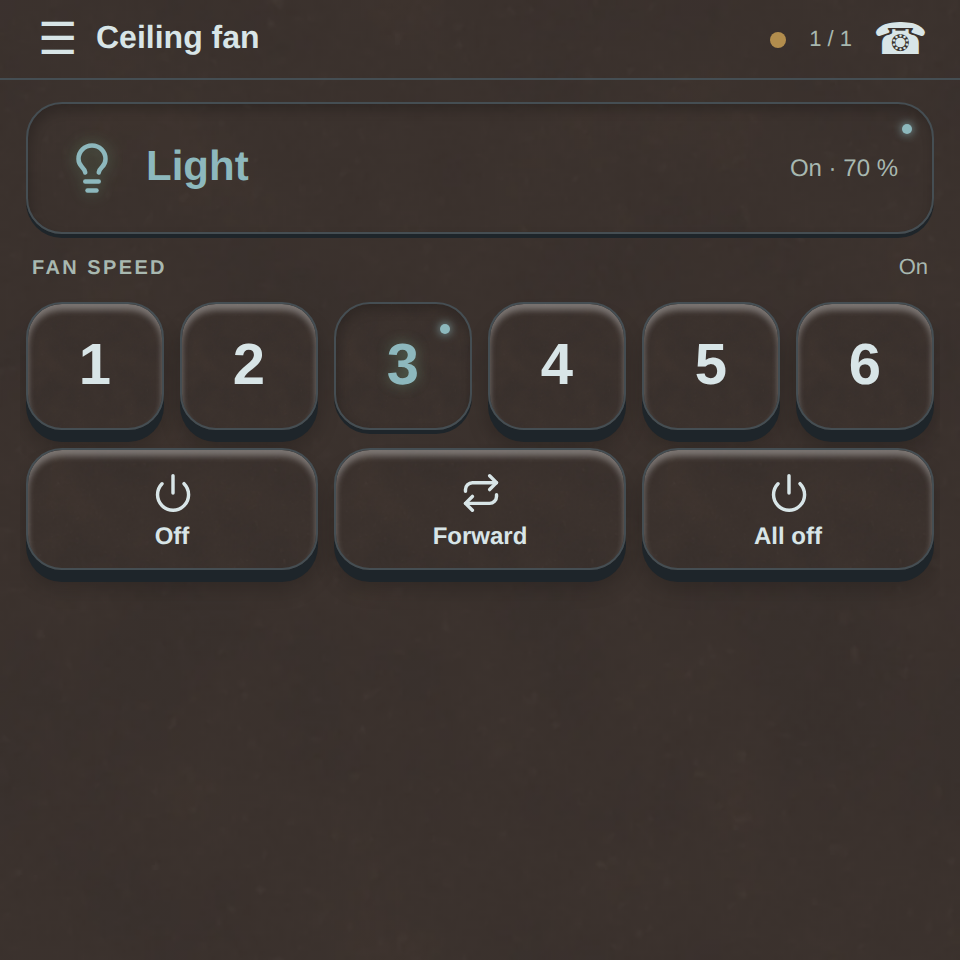 Ceiling fan
1 / 1
Light
On · 70 %
FAN SPEED
On
1 2 3 4 5 6
Off
Forward
All off